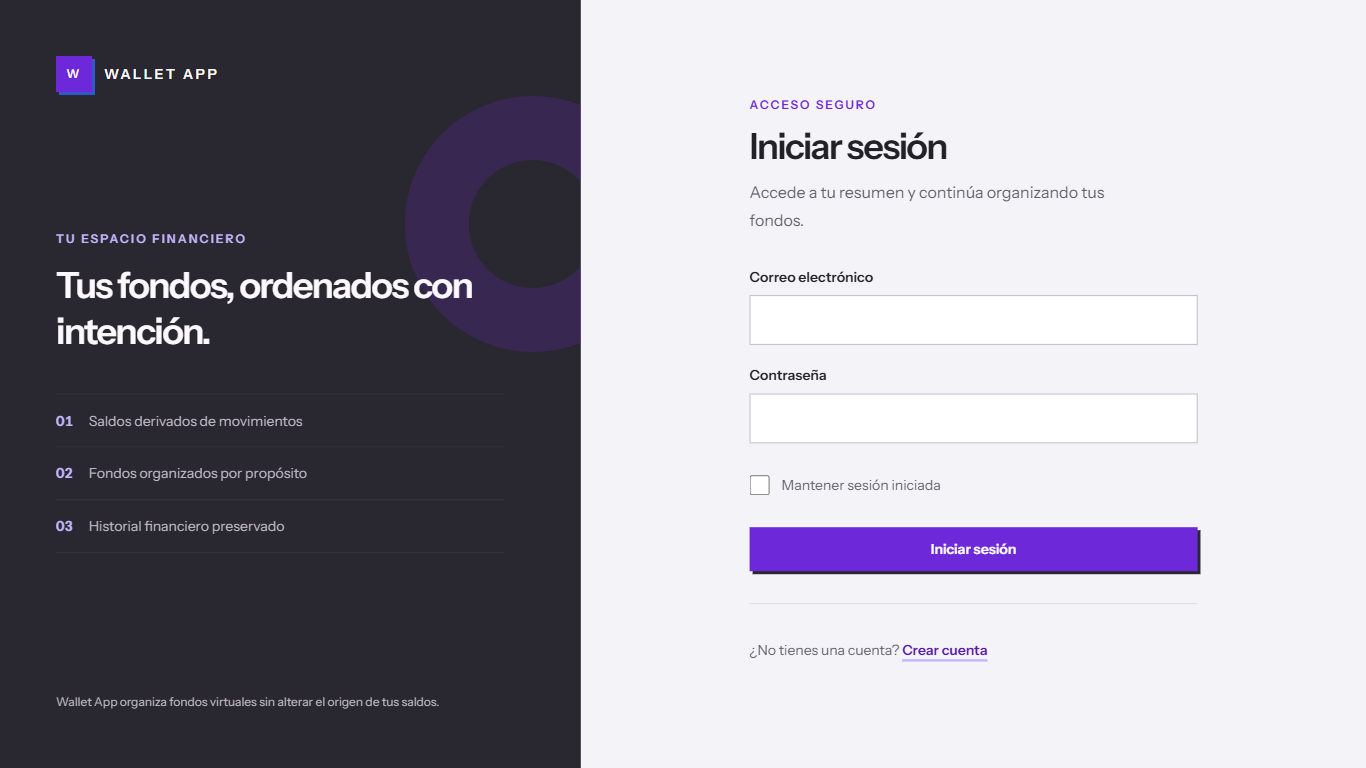 W
WALLET APP
TU ESPACIO FINANCIERO
Tus fondos, ordenados con
intención.
01 Saldos derivados de movimientos
02 Fondos organizados por propósito
03 Historial financiero preservado
Wallet App organiza fondos virtuales sin alterar el origen de tus saldos.
ACCESO SEGURO
Iniciar sesión
Accede a tu resumen y continúa organizando tus
fondos.
Correo electrónico
Contraseña
Mantener sesión iniciada
Iniciar sesión
¿No tienes una cuenta? Crear cuenta